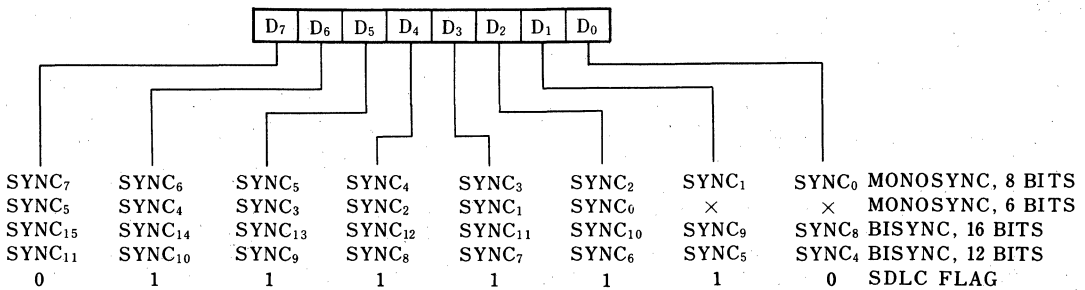 D₇ D₆ D₅ D₄ D₃ D₂ D₁ D₀
SYNC₇ SYNC₆ SYNC₅ SYNC₄ SYNC₃ SYNC₂ SYNC₁ SYNC₀ MONOSYNC, 8 BITS
SYNC₅ SYNC₄ SYNC₃ SYNC₂ SYNC₁ SYNC₀ × × MONOSYNC, 6 BITS
SYNC₁₅ SYNC₁₄ SYNC₁₃ SYNC₁₂ SYNC₁₁ SYNC₁₀ SYNC₉ SYNC₈ BISYNC, 16 BITS
SYNC₁₁ SYNC₁₀ SYNC₉ SYNC₈ SYNC₇ SYNC₆ SYNC₅ SYNC₄ BISYNC, 12 BITS
0 1 1 1 1 1 1 0 SDLC FLAG